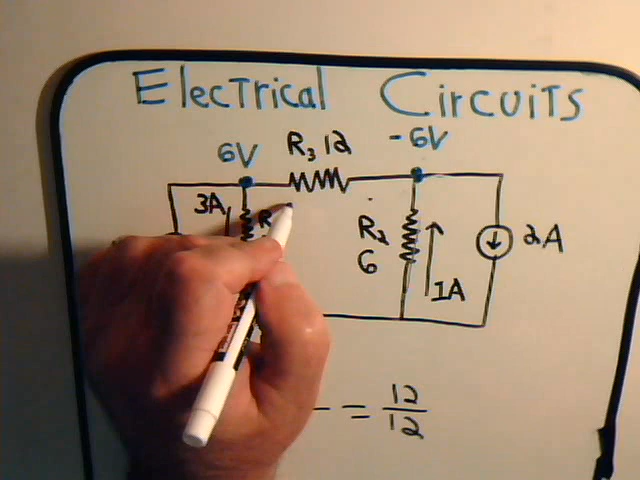 Electrical Circuits
6V R3 12 -6V
3A
R2
6
2A
1A
= 12/12